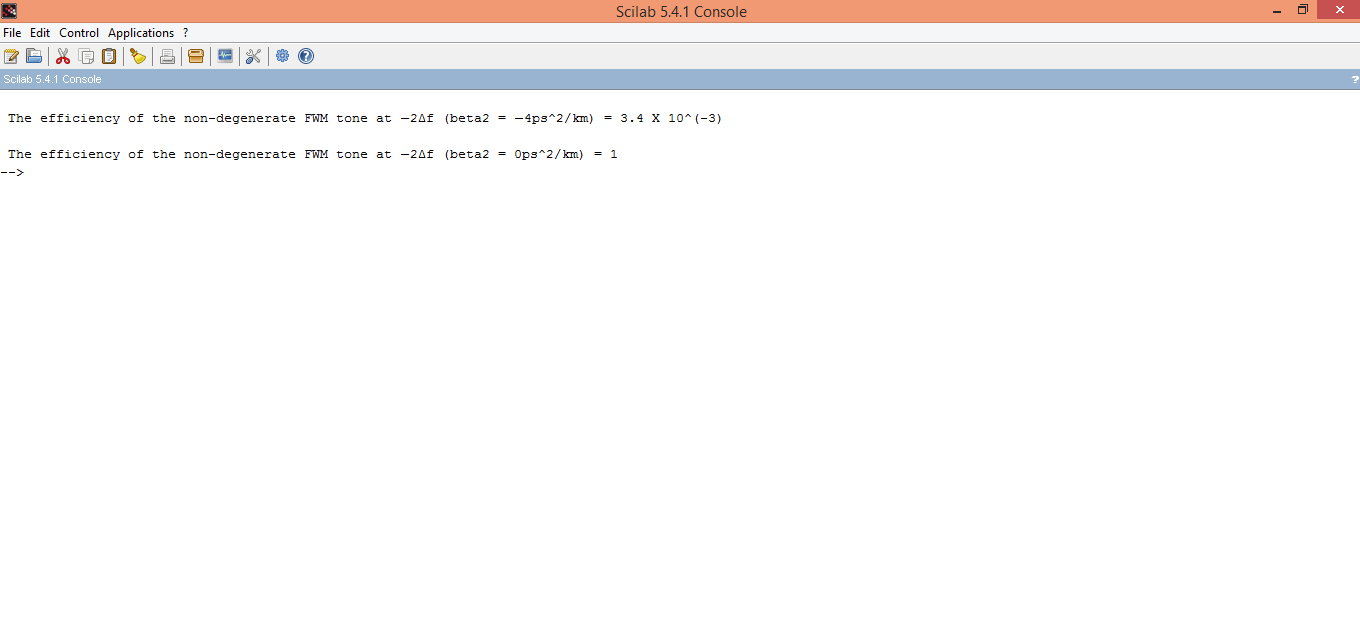 Scilab 5.4.1 Console
File Edit Control Applications ?
Scilab 5.4.1 Console ?
The efficiency of the non-degenerate FWM tone at −2Δf (beta2 = −4ps^2/km) = 3.4 X 10^(-3)
The efficiency of the non-degenerate FWM tone at −2Δf (beta2 = 0ps^2/km) = 1
-->